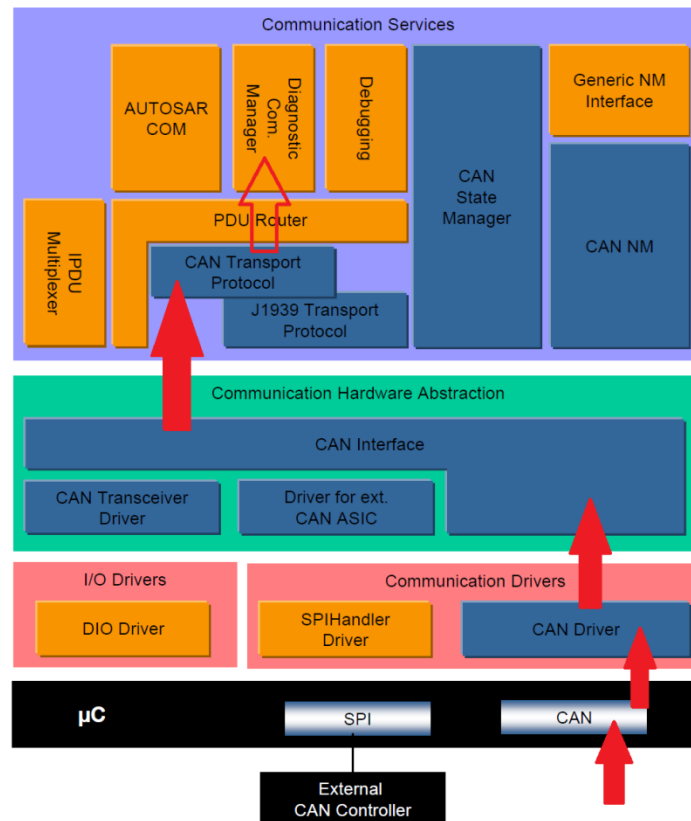 Communication Services
AUTOSAR
COM
Diagnostic
Com.
Manager
Debugging
CAN
State
Manager
Generic NM
Interface
IPDU
Multiplexer
PDU Router
CAN Transport
Protocol
J1939 Transport
Protocol
CAN NM
Communication Hardware Abstraction
CAN Interface
CAN Transceiver
Driver
Driver for ext.
CAN ASIC
I/O Drivers
DIO Driver
Communication Drivers
SPIHandler
Driver
CAN Driver
µC
SPI
CAN
External
CAN Controller